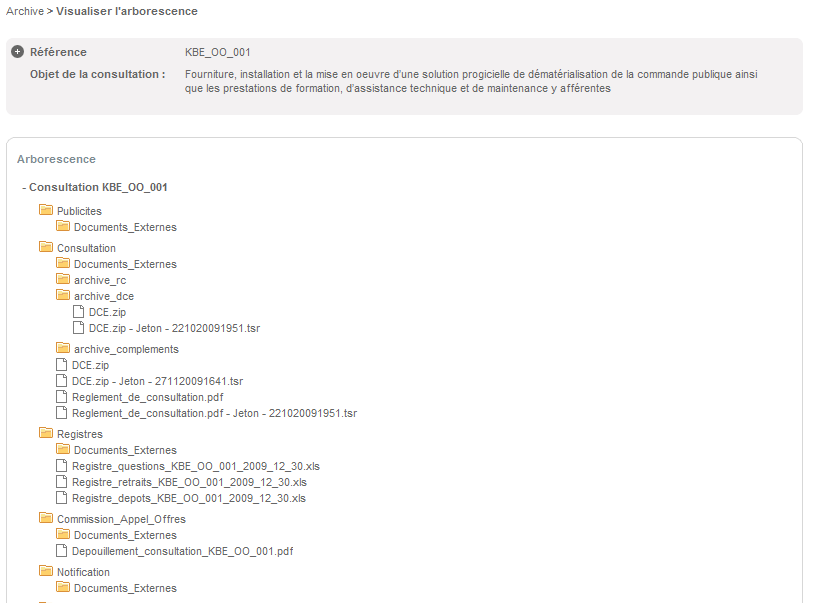 Archive > Visualiser l'arborescence
Référence KBE_OO_001
Objet de la consultation : Fourniture, installation et la mise en oeuvre d'une solution progicielle de dématérialisation de la commande publique ainsi
que les prestations de formation, d'assistance technique et de maintenance y afférentes
Arborescence
- Consultation KBE_OO_001
Publicites
Documents_Externes
Consultation
Documents_Externes
archive_rc
archive_dce
DCE.zip
DCE.zip - Jeton - 221020091951.tsr
archive_complements
DCE.zip
DCE.zip - Jeton - 271120091641.tsr
Reglement_de_consultation.pdf
Reglement_de_consultation.pdf - Jeton - 221020091951.tsr
Registres
Documents_Externes
Registre_questions_KBE_OO_001_2009_12_30.xls
Registre_retraits_KBE_OO_001_2009_12_30.xls
Registre_depots_KBE_OO_001_2009_12_30.xls
Commission_Appel_Offres
Documents_Externes
Depouillement_consultation_KBE_OO_001.pdf
Notification
Documents_Externes